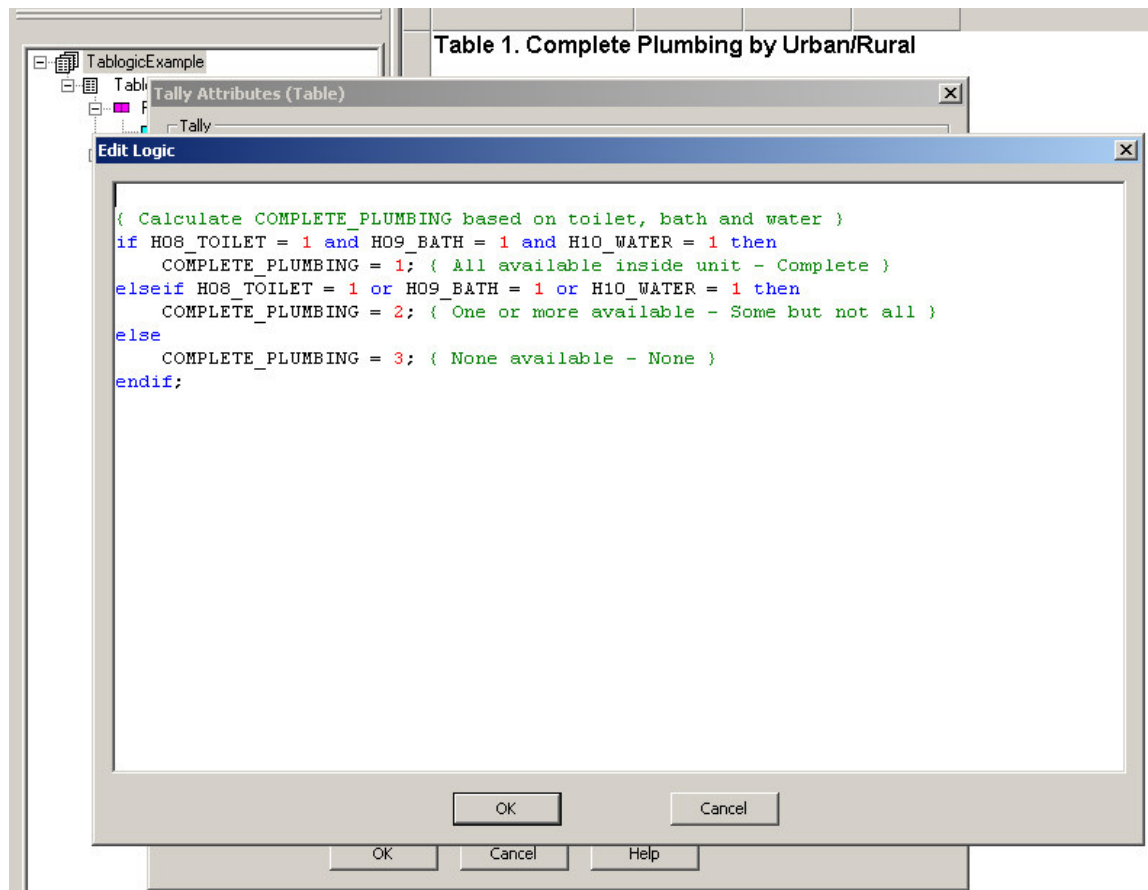 Table 1. Complete Plumbing by Urban/Rural
TablogicExample
Tally Attributes (Table)
Tally
Edit Logic
{ Calculate COMPLETE_PLUMBING based on toilet, bath and water }
if H08_TOILET = 1 and H09_BATH = 1 and H10_WATER = 1 then
COMPLETE_PLUMBING = 1; { All available inside unit - Complete }
elseif H08_TOILET = 1 or H09_BATH = 1 or H10_WATER = 1 then
COMPLETE_PLUMBING = 2; { One or more available - Some but not all }
else
COMPLETE_PLUMBING = 3; { None available - None }
endif;
OK Cancel
OK Cancel Help